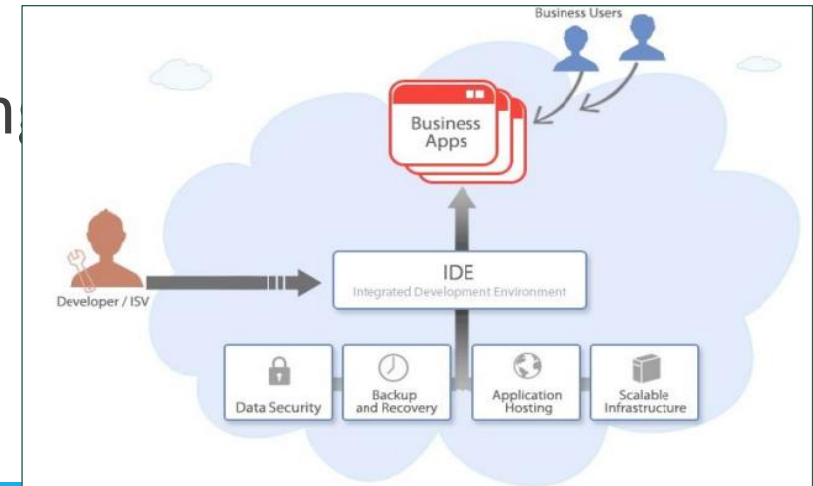 Business Users
Business
Apps
IDE
Integrated Development Environment
Developer / ISV
Data Security
Backup
and Recovery
Application
Hosting
Scalable
Infrastructure